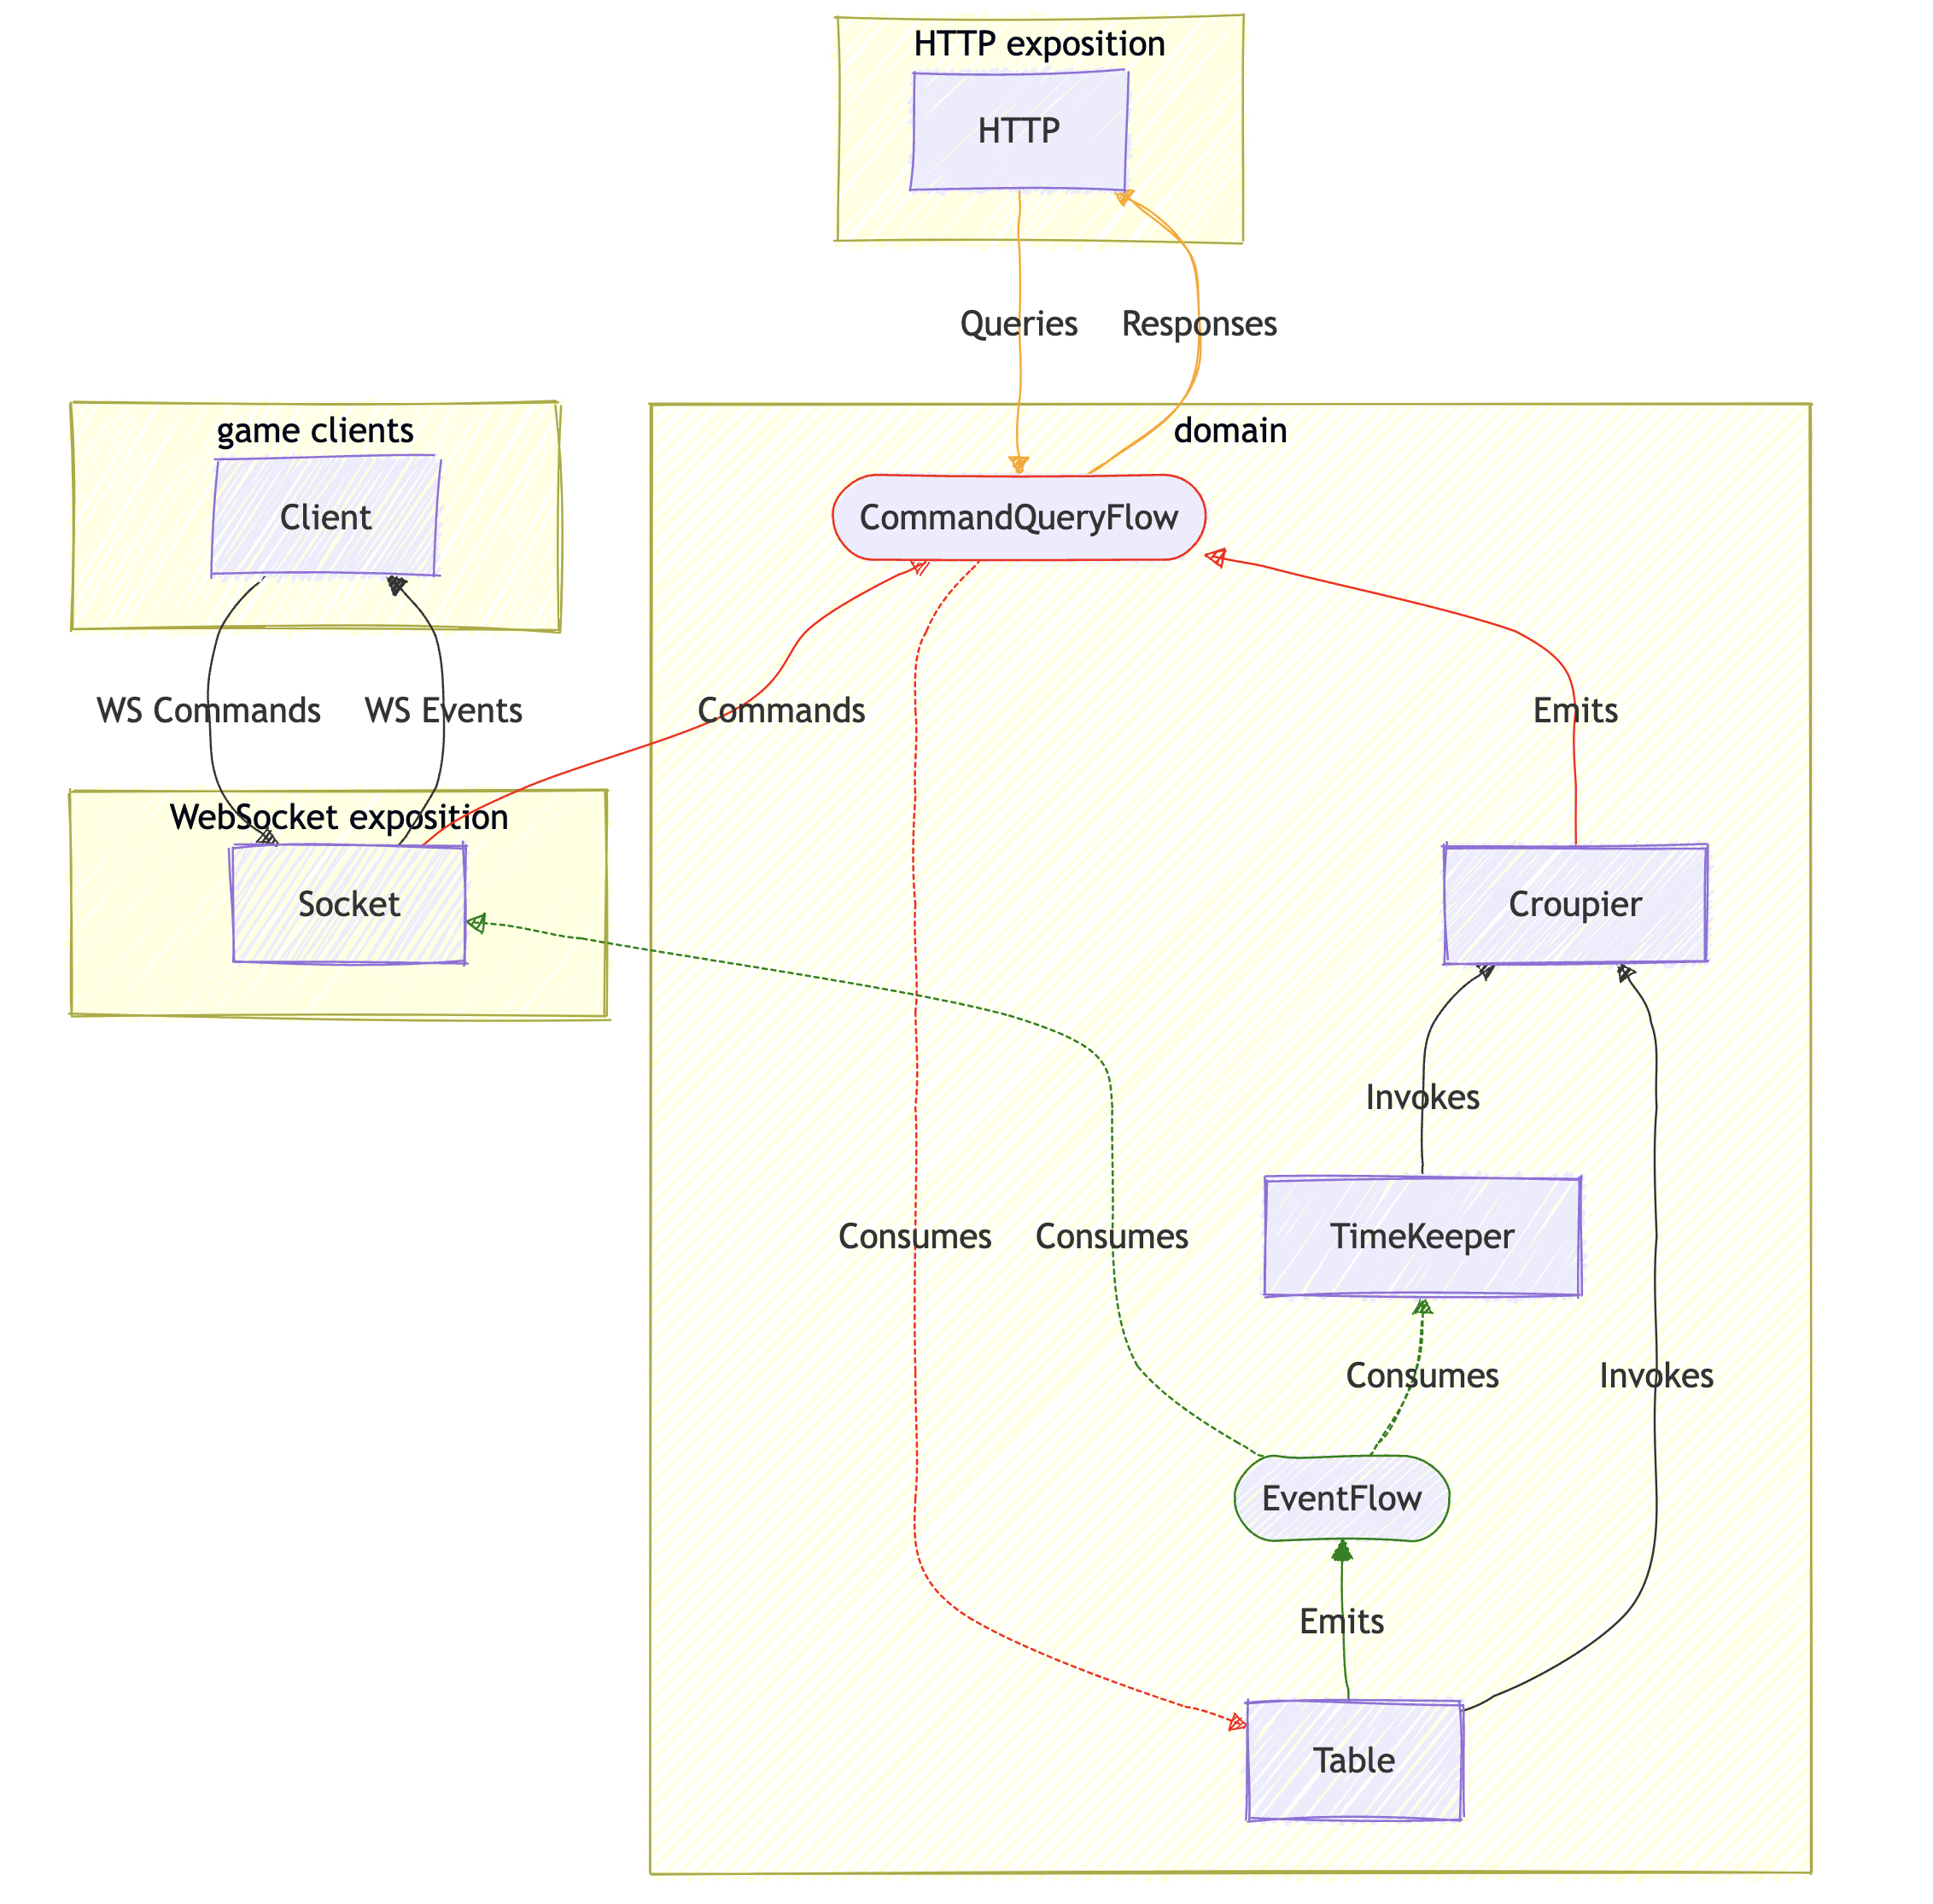 HTTP exposition
HTTP
Queries
Responses
game clients
domain
Client
CommandQueryFlow
WS Commands
WS Events
Commands
Emits
WebSocket exposition
Socket
Croupier
Invokes
Consumes
Consumes
TimeKeeper
Consumes
Invokes
EventFlow
Emits
Table